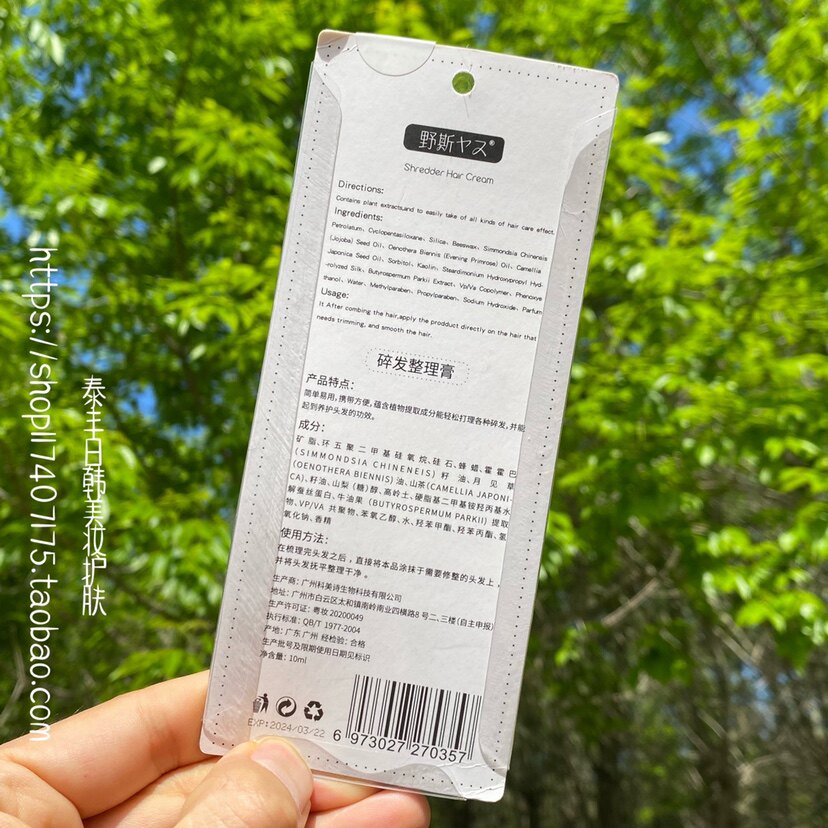 野斯ヤス®
Shredder Hair Cream
Directions:
Contains plant extracts,and to easily take of all kinds of hair care effect.
Ingredients:
Petrolatum、Cyclopentasiloxane、Silica、Beeswax、Simmondsia Chinensis
(Jojoba) Seed Oil、Oenothera Biennis (Evening Primrose) Oil、Camellia
Japonica Seed Oil、Sorbitol、Kaolin、Steardimonium Hydroxypropyl Hyd-
-rolyzed Silk、Butyrospermum Parkii Extract、Vp/Va Copolymer、Phenoxye
-thanol、Water、Methylparaben、Propylparaben、Sodium Hydroxide、Parfum
Usage:
It After combing the hair,apply the prodduct directly on the hair that
needs trimming, and smooth the hair.
碎发整理膏
产品特点:
简单易用,携带方便,蕴含植物提取成分能轻松打理各种碎发,并能
起到养护头发的功效。
成分:
矿脂、环五聚二甲基硅氧烷、硅石、蜂蜡、霍霍巴
(SIMMONDSIA CHINENEIS) 籽油、月见草
(OENOTHERA BIENNIS) 油、山茶(CAMELLIA JAPONI-
CA)、籽油、山梨(糖)醇、高岭土、硬脂基二甲基铵羟丙基水
解蚕丝蛋白、牛油果 (BUTYROSPERMUM PARKII) 提取
物、VP/VA 共聚物、苯氧乙醇、水、羟苯甲酯、羟苯丙酯、氢
氧化钠、香精
使用方法:
在梳理完头发之后,直接将本品涂抹于需要修整的头发上,
并将头发抚平整理干净。
生产商:广州科美诗生物科技有限公司
地址:广州市白云区太和镇南岭南业四横路8号二、三楼(自主申报)
生产许可证:粤妆 20200049
执行标准:QB/T 1977-2004
产地:广东 广州 经检验:合格
生产批号及限期使用日期见标识
净含量:10ml
EXP:2024/03/22
6 973027 270357
泰丰日韩美妆护肤
https://shop117407175.taobao.com